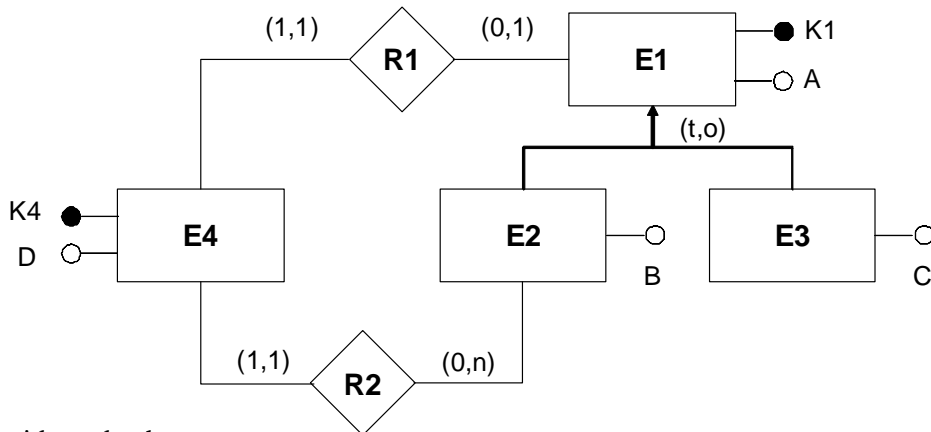 (1,1)
R1
(0,1)
E1
K1
A
(t,o)
K4
D
E4
E2
B
E3
C
(1,1)
R2
(0,n)